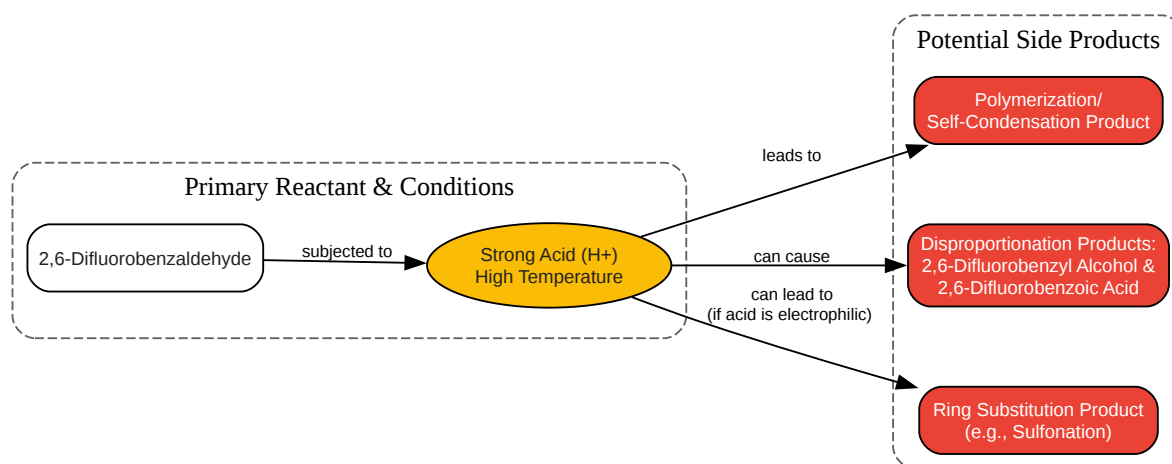 Primary Reactant & Conditions
2,6-Difluorobenzaldehyde
subjected to
Strong Acid (H+)
High Temperature
leads to
can cause
can lead to
(if acid is electrophilic)
Potential Side Products
Polymerization/
Self-Condensation Product
Disproportionation Products:
2,6-Difluorobenzyl Alcohol &
2,6-Difluorobenzoic Acid
Ring Substitution Product
(e.g., Sulfonation)